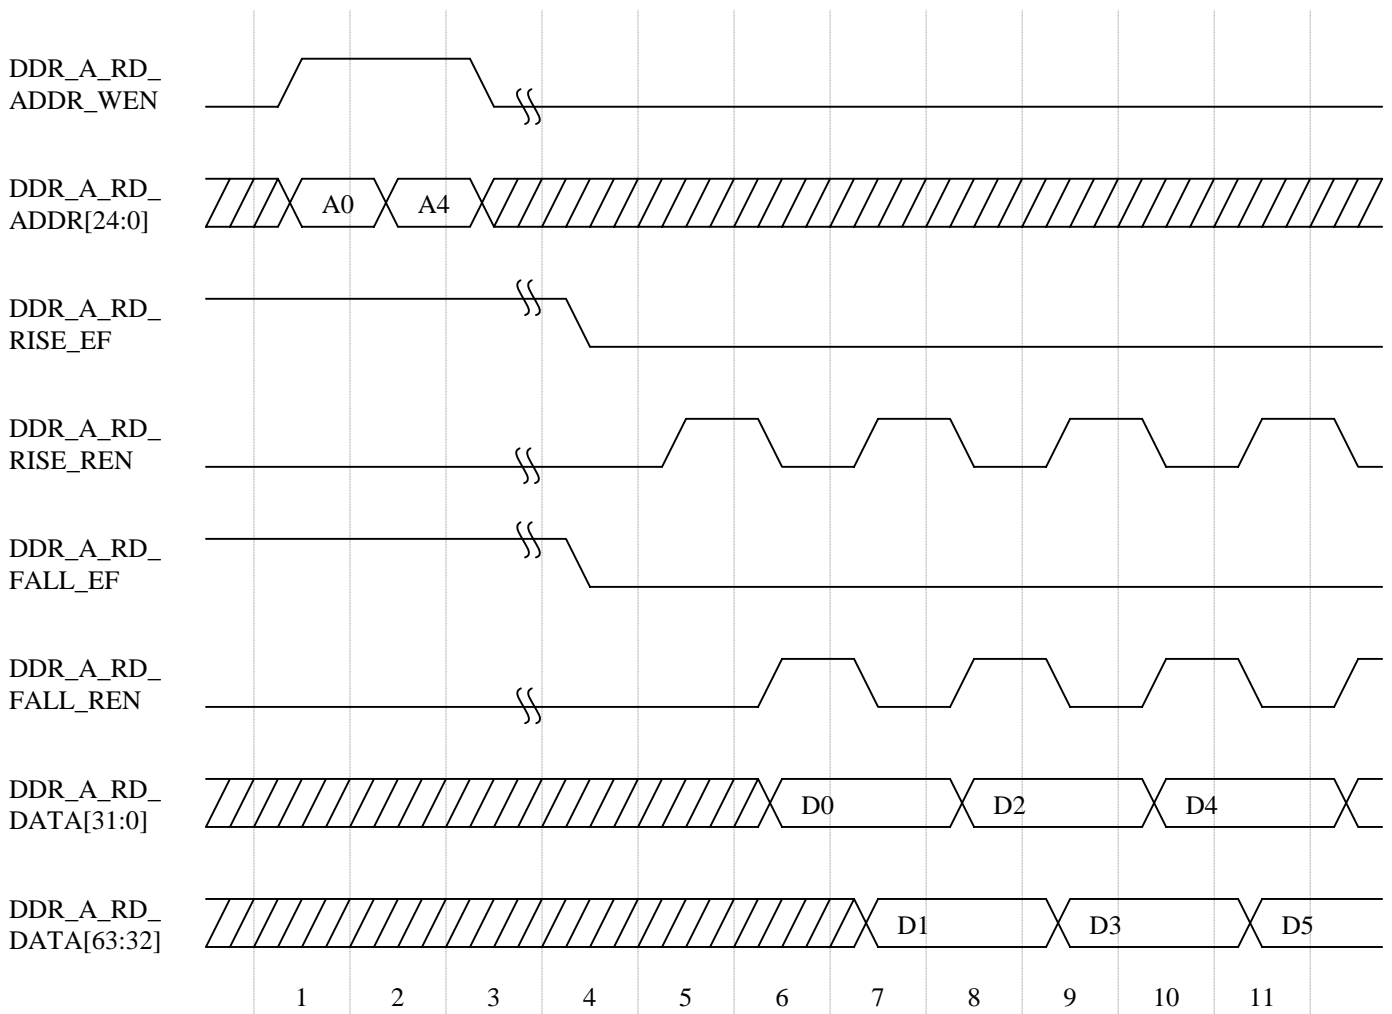 DDR_A_RD_
ADDR_WEN
DDR_A_RD_
ADDR[24:0]
A0 A4
DDR_A_RD_
RISE_EF
DDR_A_RD_
RISE_REN
DDR_A_RD_
FALL_EF
DDR_A_RD_
FALL_REN
DDR_A_RD_
DATA[31:0]
D0 D2 D4
DDR_A_RD_
DATA[63:32]
D1 D3 D5
1 2 3 4 5 6 7 8 9 10 11